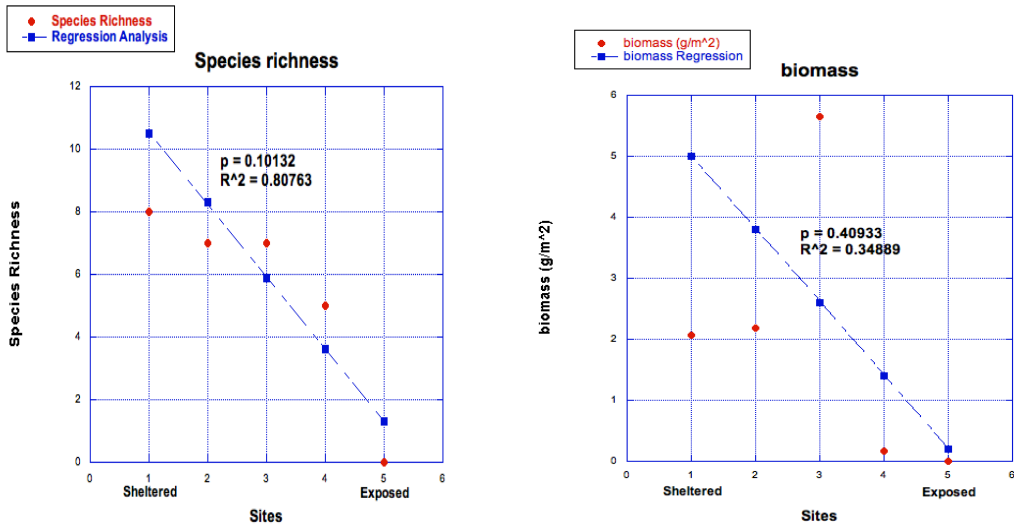 Species Richness
Regression Analysis
Species richness
12
10
8
6
4
2
0
Species Richness
p = 0.10132
R^2 = 0.80763
0 1 2 3 4 5 6
Sheltered Exposed
Sites
biomass (g/m^2)
biomass Regression
biomass
6
5
4
3
2
1
0
biomass (g/m^2)
p = 0.40933
R^2 = 0.34889
0 1 2 3 4 5 6
Sheltered Exposed
Sites